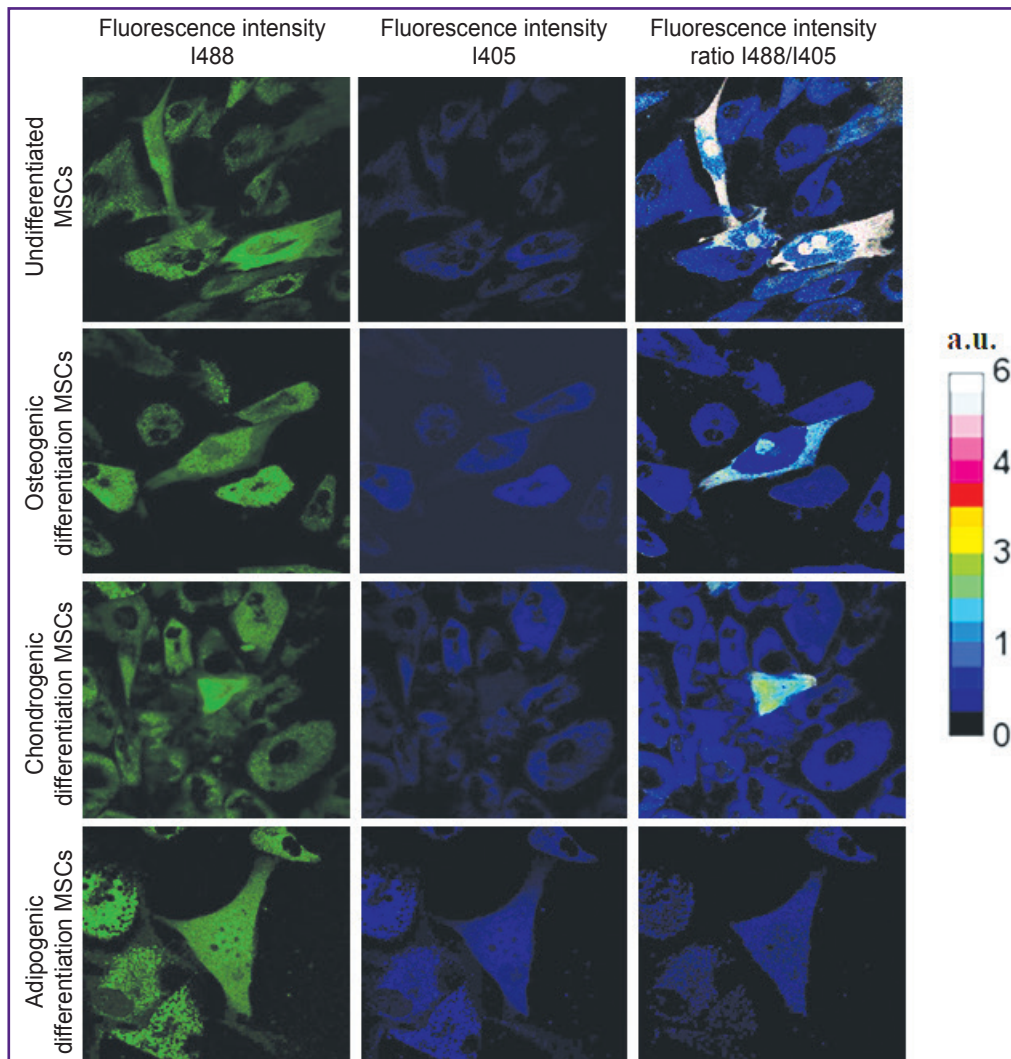 Fluorescence intensity
I488
Fluorescence intensity
I405
Fluorescence intensity
ratio I488/I405
Undifferentiated
MSCs
Osteogenic
differentiation MSCs
Chondrogenic
differentiation MSCs
Adipogenic
differentiation MSCs
a.u.
6
4
3
1
0